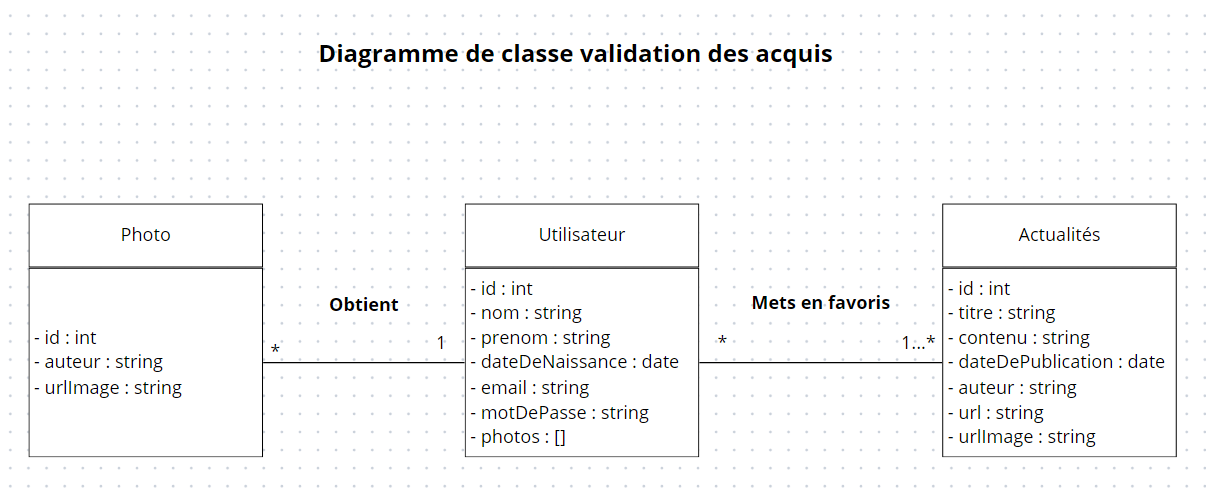 Diagramme de classe validation des acquis
Photo
- id : int
- auteur : string
- urlImage : string
Obtient
*
1
Utilisateur
- id : int
- nom : string
- prenom : string
- dateDeNaissance : date
- email : string
- motDePasse : string
- photos : []
Mets en favoris
*
1...*
Actualités
- id : int
- titre : string
- contenu : string
- dateDePublication : date
- auteur : string
- url : string
- urlImage : string